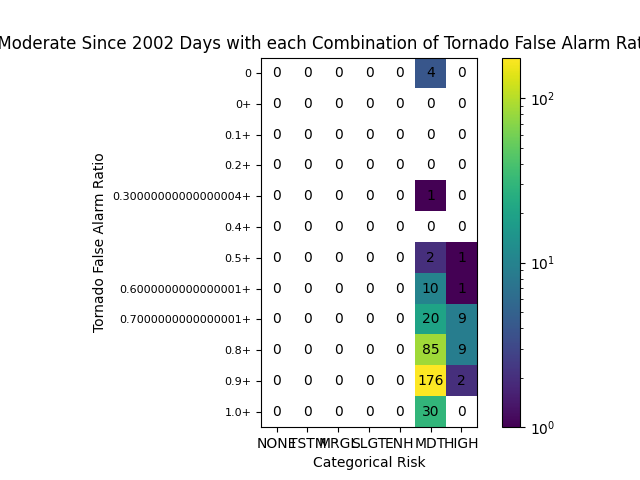 Moderate Since 2002 Days with each Combination of Tornado False Alarm
0 0 0 0 0 0 4 0
0+ 0 0 0 0 0 0 0
0.1+ 0 0 0 0 0 0 0
0.2+ 0 0 0 0 0 0 0
0.30000000000000004+ 0 0 0 0 0 1 0
0.4+ 0 0 0 0 0 0 0
0.5+ 0 0 0 0 0 2 1
0.6000000000000001+ 0 0 0 0 0 10 1
0.7000000000000001+ 0 0 0 0 0 20 9
0.8+ 0 0 0 0 0 85 9
0.9+ 0 0 0 0 0 176 2
1.0+ 0 0 0 0 0 30 0
NONE TSTM MRGL SLGT ENH MDT HIGH
Categorical Risk
Tornado False Alarm Ratio
10²
10¹
10⁰